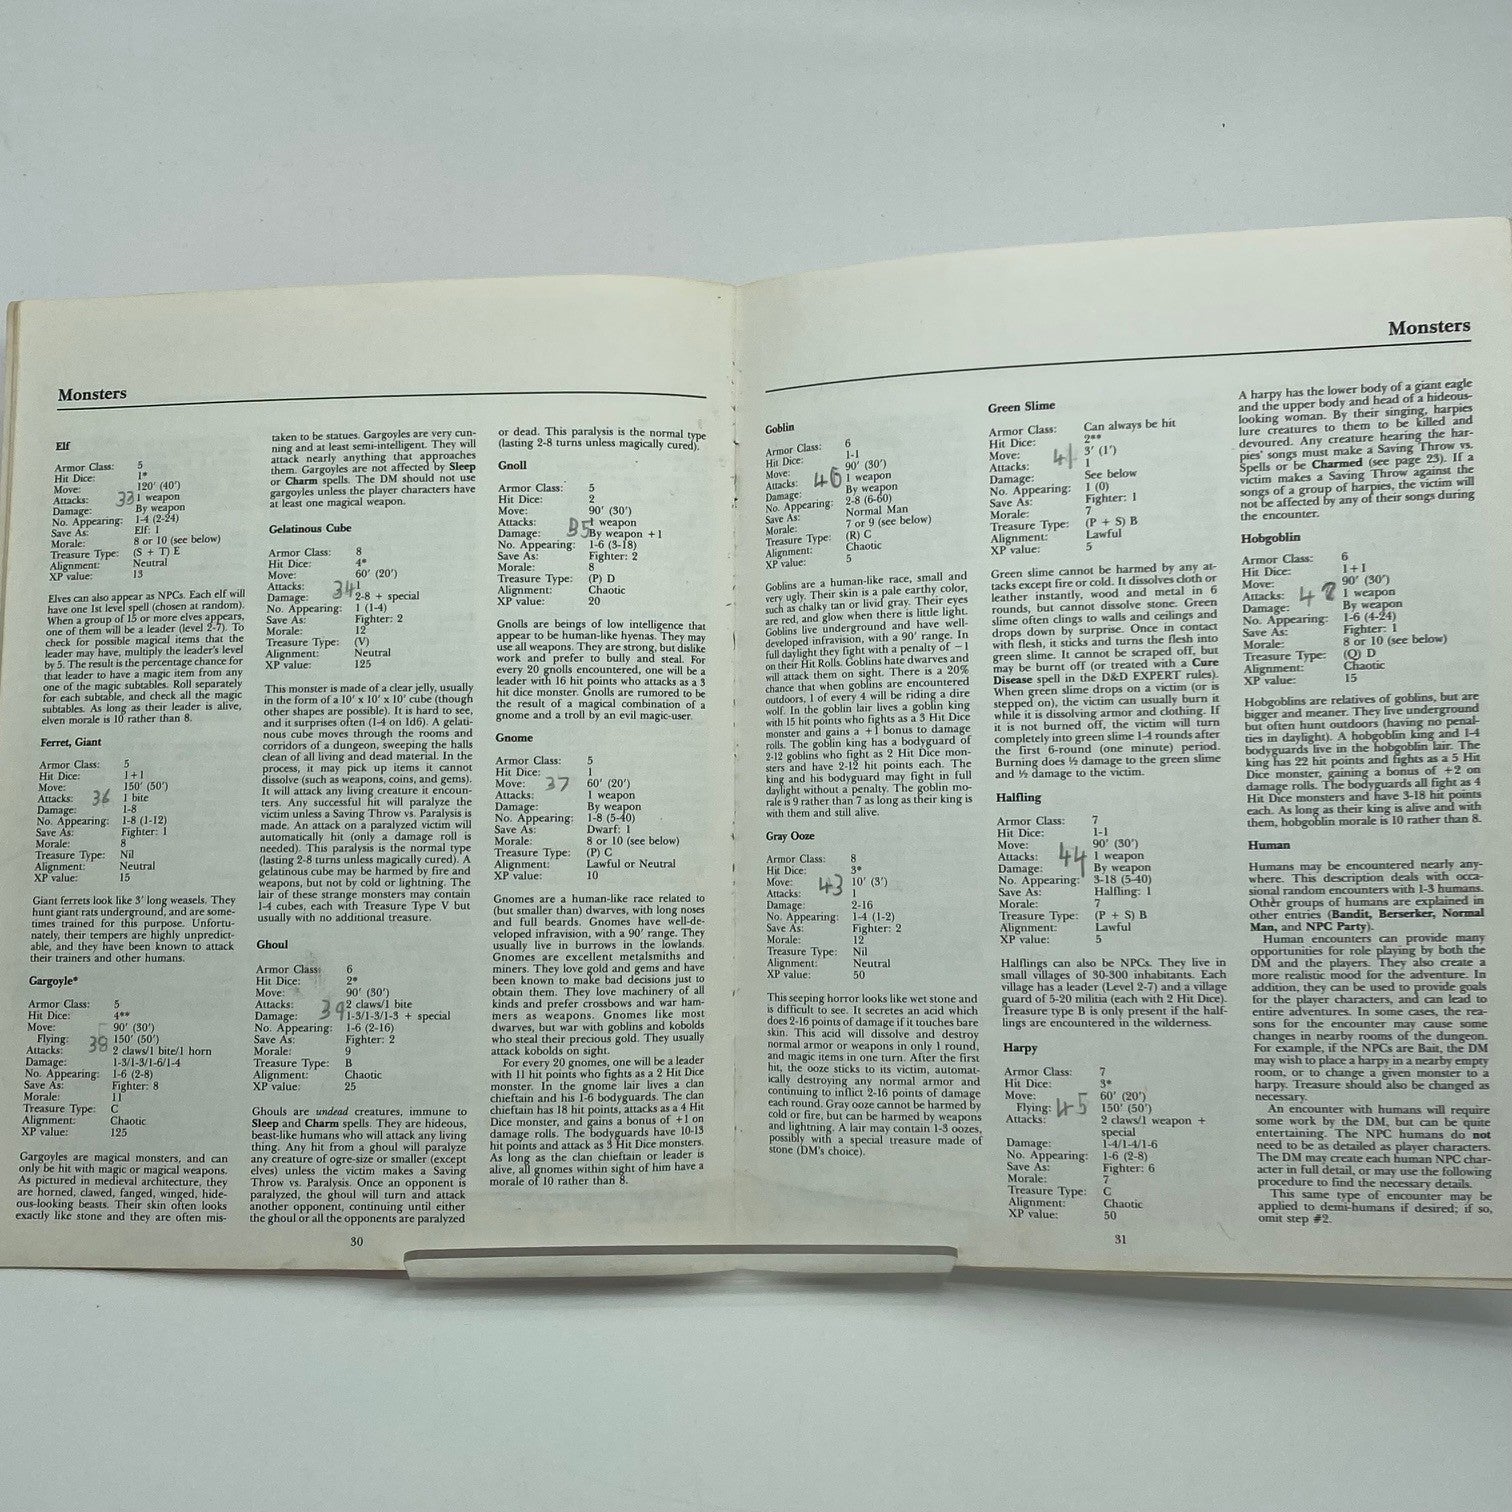 Monsters
Elf
Armor Class: 5
Hit Dice: 1*
Move: 120' (40')
Attacks: 33 1 weapon
Damage: By weapon
No. Appearing: 1-4 (2-24)
Save As: Elf: 1
Morale: 8 or 10 (see below)
Treasure Type: (S + T) E
Alignment: Neutral
XP value: 13
Elves can also appear as NPCs. Each elf will
have one 1st level spell (chosen at random).
When a group of 15 or more elves appears,
one of them will be a leader (level 2-7). To
check for possible magical items that the
leader may have, multiply the leader's level
by 5. The result is the percentage chance for
that leader to have a magic item from any
one of the magic subtables. Roll separately
for each subtable, and check all the magic
subtables. As long as their leader is alive,
elven morale is 10 rather than 8.
Ferret, Giant
Armor Class: 5
Hit Dice: 1+1
Move: 150' (50')
Attacks: 36 1 bite
Damage: 1-8
No. Appearing: 1-8 (1-12)
Save As: Fighter: 1
Morale: 8
Treasure Type: Nil
Alignment: Neutral
XP value: 15
Giant ferrets look like 3' long weasels. They
hunt giant rats underground, and are some-
times trained for this purpose. Unfortu-
nately, their tempers are highly unpredict-
able, and they have been known to attack
their trainers and other humans.
Gargoyle*
Armor Class: 5
Hit Dice: 4**
Move: 90' (30')
Flying: 150' (50')
Attacks: 38 2 claws/1 bite/1 horn
Damage: 1-3/1-3/1-6/1-4
No. Appearing: 1-6 (2-8)
Save As: Fighter: 8
Morale: 11
Treasure Type: C
Alignment: Chaotic
XP value: 125
Gargoyles are magical monsters, and can
only be hit with magic or magical weapons.
As pictured in medieval architecture, they
are horned, clawed, fanged, winged, hide-
ous-looking beasts. Their skin often looks
exactly like stone and they are often mis-
taken to be statues. Gargoyles are very cun-
ning and at least semi-intelligent. They will
attack nearly anything that approaches
them. Gargoyles are not affected by Sleep
or Charm spells. The DM should not use
gargoyles unless the player characters have
at least one magical weapon.
Gelatinous Cube
Armor Class: 8
Hit Dice: 4*
Move: 60' (20')
Attacks: 1
Damage: 34 2-8 + special
No. Appearing: 1 (1-4)
Save As: Fighter: 2
Morale: 12
Treasure Type: (V)
Alignment: Neutral
XP value: 125
This monster is made of a clear jelly, usually
in the form of a 10' x 10' x 10' cube (though
other shapes are possible). It is hard to see,
and it surprises often (1-4 on 1d6). A gelati-
nous cube moves through the rooms and
corridors of a dungeon, sweeping the halls
clean of all living and dead material. In the
process, it may pick up items it cannot
dissolve (such as weapons, coins, and gems).
It will attack any living creature it encoun-
ters. Any successful hit will paralyze the
victim unless a Saving Throw vs. Paralysis is
made. An attack on a paralyzed victim will
automatically hit (only a damage roll is
needed). This paralysis is the normal type
(lasting 2-8 turns unless magically cured). A
gelatinous cube may be harmed by fire and
weapons, but not by cold or lightning. The
lair of these strange monsters may contain
1-4 cubes, each with Treasure Type V but
usually with no additional treasure.
Ghoul
Armor Class: 6
Hit Dice: 2*
Move: 90' (30')
Attacks: 39 2 claws/1 bite
Damage: 1-3/1-3/1-3 + special
No. Appearing: 1-6 (2-16)
Save As: Fighter: 2
Morale: 9
Treasure Type: B
Alignment: Chaotic
XP value: 25
Ghouls are undead creatures, immune to
Sleep and Charm spells. They are hideous,
beast-like humans who will attack any living
thing. Any hit from a ghoul will paralyze
any creature of ogre-size or smaller (except
elves) unless the victim makes a Saving
Throw vs. Paralysis. Once an opponent is
paralyzed, the ghoul will turn and attack
another opponent, continuing until either
the ghoul or all the opponents are paralyzed
or dead. This paralysis is the normal type
(lasting 2-8 turns unless magically cured).
Gnoll
Armor Class: 5
Hit Dice: 2
Move: 90' (30')
Attacks: 35 1 weapon
Damage: By weapon +1
No. Appearing: 1-6 (3-18)
Save As: Fighter: 2
Morale: 8
Treasure Type: (P) D
Alignment: Chaotic
XP value: 20
Gnolls are beings of low intelligence that
appear to be human-like hyenas. They may
use all weapons. They are strong, but dislike
work and prefer to bully and steal. For
every 20 gnolls encountered, one will be a
leader with 16 hit points who attacks as a 3
hit dice monster. Gnolls are rumored to be
the result of a magical combination of a
gnome and a troll by an evil magic-user.
Gnome
Armor Class: 5
Hit Dice: 1
Move: 37 60' (20')
Attacks: 1 weapon
Damage: By weapon
No. Appearing: 1-8 (5-40)
Save As: Dwarf: 1
Morale: 8 or 10 (see below)
Treasure Type: (P) C
Alignment: Lawful or Neutral
XP value: 10
Gnomes are a human-like race related to
(but smaller than) dwarves, with long noses
and full beards. Gnomes have well-de-
veloped infravision, with a 90' range. They
usually live in burrows in the lowlands.
Gnomes are excellent metalsmiths and
miners. They love gold and gems and have
been known to make bad decisions just to
obtain them. They love machinery of all
kinds and prefer crossbows and war ham-
mers as weapons. Gnomes like most
dwarves, but war with goblins and kobolds
who steal their precious gold. They usually
attack kobolds on sight.
For every 20 gnomes, one will be a leader
with 11 hit points who fights as a 2 Hit Dice
monster. In the gnome lair lives a clan
chieftain and his 1-6 bodyguards. The clan
chieftain has 18 hit points, attacks as a 4 Hit
Dice monster, and gains a bonus of +1 on
damage rolls. The bodyguards have 10-13
hit points and attack as 3 Hit Dice monsters.
As long as the clan chieftain or leader is
alive, all gnomes within sight of him have a
morale of 10 rather than 8.
30
Monsters
Goblin
Armor Class: 6
Hit Dice: 1-1
Move: 90' (30')
Attacks: 46 1 weapon
Damage: By weapon
No. Appearing: 2-8 (6-60)
Save As: Normal Man
Morale: 7 or 9 (see below)
Treasure Type: (R) C
Alignment: Chaotic
XP value: 5
Goblins are a human-like race, small and
very ugly. Their skin is a pale earthy color,
such as chalky tan or livid gray. Their eyes
are red, and glow when there is little light.
Goblins live underground and have well-
developed infravision, with a 90' range. In
full daylight they fight with a penalty of −1
on their Hit Rolls. Goblins hate dwarves and
will attack them on sight. There is a 20%
chance that when goblins are encountered
outdoors, 1 of every 4 will be riding a dire
wolf. In the goblin lair lives a goblin king
with 15 hit points who fights as a 3 Hit Dice
monster and gains a +1 bonus to damage
rolls. The goblin king has a bodyguard of
2-12 goblins who fight as 2 Hit Dice mon-
sters and have 2-12 hit points each. The
king and his bodyguard may fight in full
daylight without a penalty. The goblin mo-
rale is 9 rather than 7 as long as their king is
with them and still alive.
Gray Ooze
Armor Class: 8
Hit Dice: 3*
Move: 43 10' (3')
Attacks: 1
Damage: 2-16
No. Appearing: 1-4 (1-2)
Save As: Fighter: 2
Morale: 12
Treasure Type: Nil
Alignment: Neutral
XP value: 50
This seeping horror looks like wet stone and
is difficult to see. It secretes an acid which
does 2-16 points of damage if it touches bare
skin. This acid will dissolve and destroy
normal armor or weapons in only 1 round,
and magic items in one turn. After the first
hit, the ooze sticks to its victim, automat-
ically destroying any normal armor and
continuing to inflict 2-16 points of damage
each round. Gray ooze cannot be harmed by
cold or fire, but can be harmed by weapons
and lightning. A lair may contain 1-3 oozes,
possibly with a special treasure made of
stone (DM's choice).
Green Slime
Armor Class: Can always be hit
Hit Dice: 2**
Move: 41 3' (1')
Attacks: 1
Damage: See below
No. Appearing: 1 (0)
Save As: Fighter: 1
Morale: 7
Treasure Type: (P + S) B
Alignment: Lawful
XP value: 5
Green slime cannot be harmed by any at-
tacks except fire or cold. It dissolves cloth or
leather instantly, wood and metal in 6
rounds, but cannot dissolve stone. Green
slime often clings to walls and ceilings and
drops down by surprise. Once in contact
with flesh, it sticks and turns the flesh into
green slime. It cannot be scraped off, but
may be burnt off (or treated with a Cure
Disease spell in the D&D EXPERT rules).
When green slime drops on a victim (or is
stepped on), the victim can usually burn it
while it is dissolving armor and clothing. If
it is not burned off, the victim will turn
completely into green slime 1-4 rounds after
the first 6-round (one minute) period.
Burning does ½ damage to the green slime
and ½ damage to the victim.
Halfling
Armor Class: 7
Hit Dice: 1-1
Move: 90' (30')
Attacks: 44 1 weapon
Damage: By weapon
No. Appearing: 3-18 (5-40)
Save As: Halfling: 1
Morale: 7
Treasure Type: (P + S) B
Alignment: Lawful
XP value: 5
Halflings can also be NPCs. They live in
small villages of 30-300 inhabitants. Each
village has a leader (Level 2-7) and a village
guard of 5-20 militia (each with 2 Hit Dice).
Treasure type B is only present if the half-
lings are encountered in the wilderness.
Harpy
Armor Class: 7
Hit Dice: 3*
Move: 60' (20')
Flying: 45 150' (50')
Attacks: 2 claws/1 weapon +
special
Damage: 1-4/1-4/1-6
No. Appearing: 1-6 (2-8)
Save As: Fighter: 6
Morale: 7
Treasure Type: C
Alignment: Chaotic
XP value: 50
A harpy has the lower body of a giant eagle
and the upper body and head of a hideous-
looking woman. By their singing, harpies
lure creatures to them to be killed and
devoured. Any creature hearing the har-
pies' songs must make a Saving Throw vs.
Spells or be Charmed (see page 23). If a
victim makes a Saving Throw against the
songs of a group of harpies, the victim will
not be affected by any of their songs during
the encounter.
Hobgoblin
Armor Class: 6
Hit Dice: 1+1
Move: 90' (30')
Attacks: 1 weapon
Damage: By weapon
No. Appearing: 1-6 (4-24)
Save As: Fighter: 1
Morale: 8 or 10 (see below)
Treasure Type: (Q) D
Alignment: Chaotic
XP value: 15
Hobgoblins are relatives of goblins, but are
bigger and meaner. They live underground
but often hunt outdoors (having no penal-
ties in daylight). A hobgoblin king and 1-4
bodyguards live in the hobgoblin lair. The
king has 22 hit points and fights as a 5 Hit
Dice monster, gaining a bonus of +2 on
damage rolls. The bodyguards all fight as 4
Hit Dice monsters and have 3-18 hit points
each. As long as their king is alive and with
them, hobgoblin morale is 10 rather than 8.
Human
Humans may be encountered nearly any-
where. This description deals with occa-
sional random encounters with 1-3 humans.
Other groups of humans are explained in
other entries (Bandit, Berserker, Normal
Man, and NPC Party).
Human encounters can provide many
opportunities for role playing by both the
DM and the players. They also create a
more realistic mood for the adventure. In
addition, they can be used to provide goals
for the player characters, and can lead to
entire adventures. In some cases, the rea-
sons for the encounter may cause some
changes in nearby rooms of the dungeon.
For example, if the NPCs are Bait, the DM
may wish to place a harpy in a nearby empty
room, or to change a given monster to a
harpy. Treasure should also be changed as
necessary.
An encounter with humans will require
some work by the DM, but can be quite
entertaining. The NPC humans do not
need to be as detailed as player characters.
The DM may create each human NPC char-
acter in full detail, or may use the following
procedure to find the necessary details.
This same type of encounter may be
applied to demi-humans if desired; if so,
omit step #2.
31